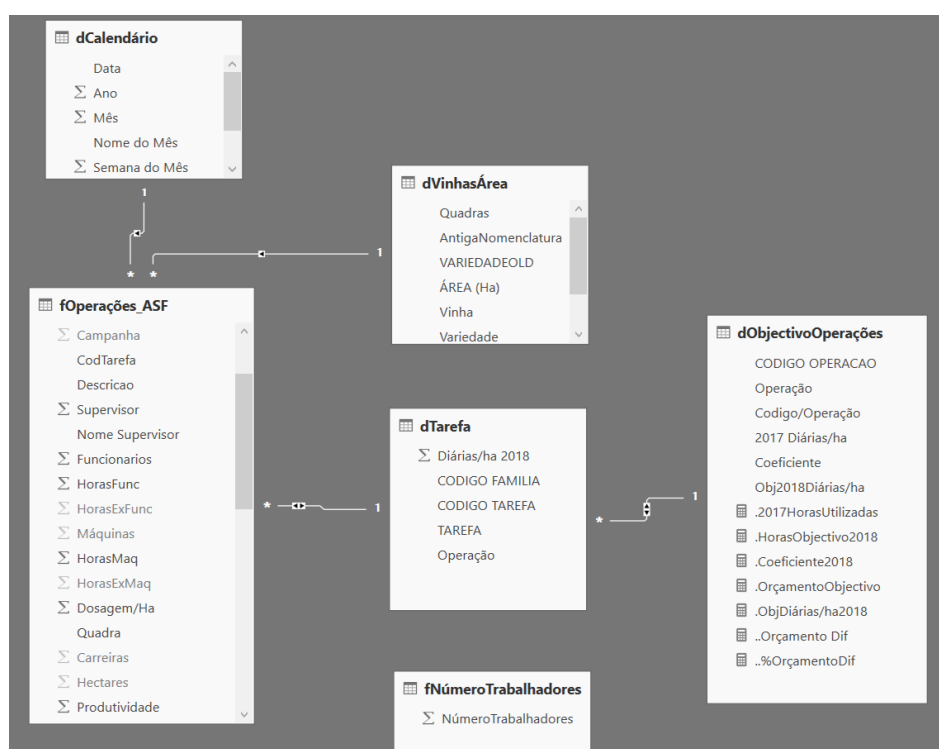 dCalendário
Data
Σ Ano
Σ Mês
Nome do Mês
Σ Semana do Mês
1
* *
dVinhasÁrea
Quadras
AntigaNomenclatura
VARIEDADEOLD
ÁREA (Ha)
Vinha
Variedade
1
fOperações_ASF
Σ Campanha
CodTarefa
Descricao
Σ Supervisor
Nome Supervisor
Σ Funcionarios
Σ HorasFunc
Σ HorasExFunc
Σ Máquinas
Σ HorasMaq
Σ HorasExMaq
Σ Dosagem/Ha
Quadra
Σ Carreiras
Σ Hectares
Σ Produtividade
* 1
dTarefa
Σ Diárias/ha 2018
CODIGO FAMILIA
CODIGO TAREFA
TAREFA
Operação
* 1
dObjectivoOperações
CODIGO OPERACAO
Operação
Codigo/Operação
2017 Diárias/ha
Coeficiente
Obj2018Diárias/ha
.2017HorasUtilizadas
.HorasObjectivo2018
.Coeficiente2018
.OrçamentoObjectivo
.ObjDiárias/ha2018
..Orçamento Dif
..%OrçamentoDif
fNúmeroTrabalhadores
Σ NúmeroTrabalhadores